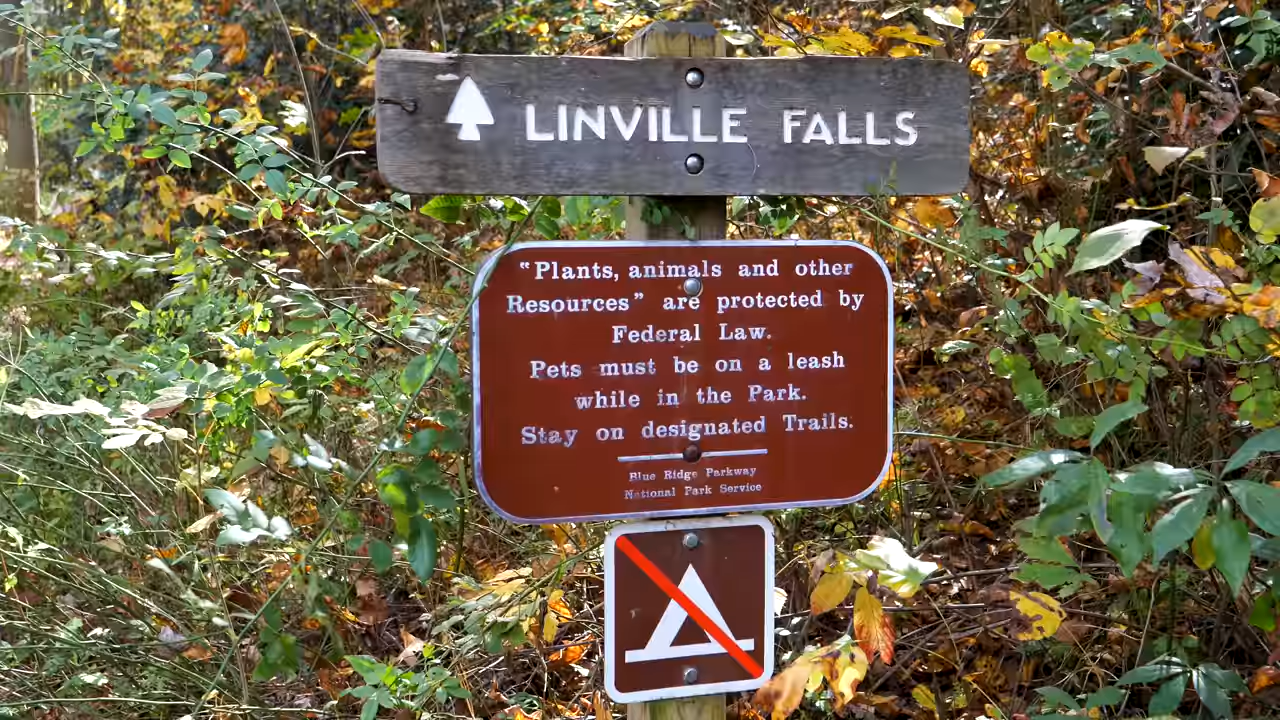 LINVILLE FALLS
"Plants, animals and other
Resources" are protected by
Federal Law.
Pets must be on a leash
while in the Park.
Stay on designated Trails.
Blue Ridge Parkway
National Park Service